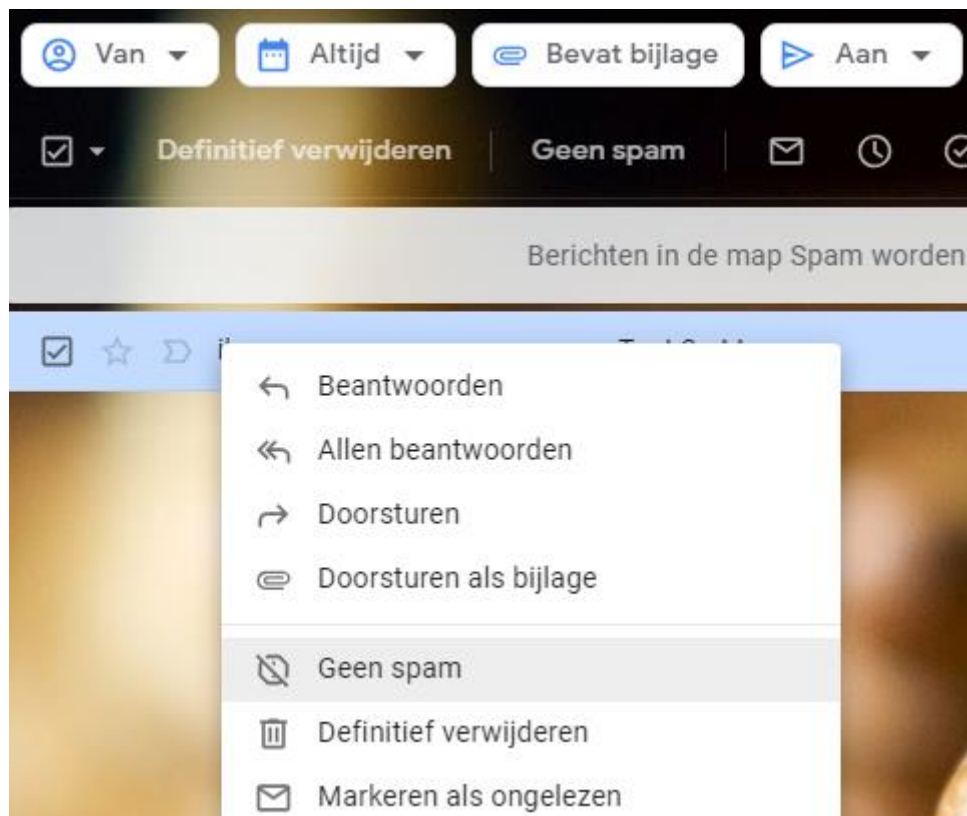 Van Altijd Bevat bijlage Aan
Definitief verwijderen Geen spam
Berichten in de map Spam worden
Beantwoorden
Allen beantwoorden
Doorsturen
Doorsturen als bijlage
Geen spam
Definitief verwijderen
Markeren als ongelezen